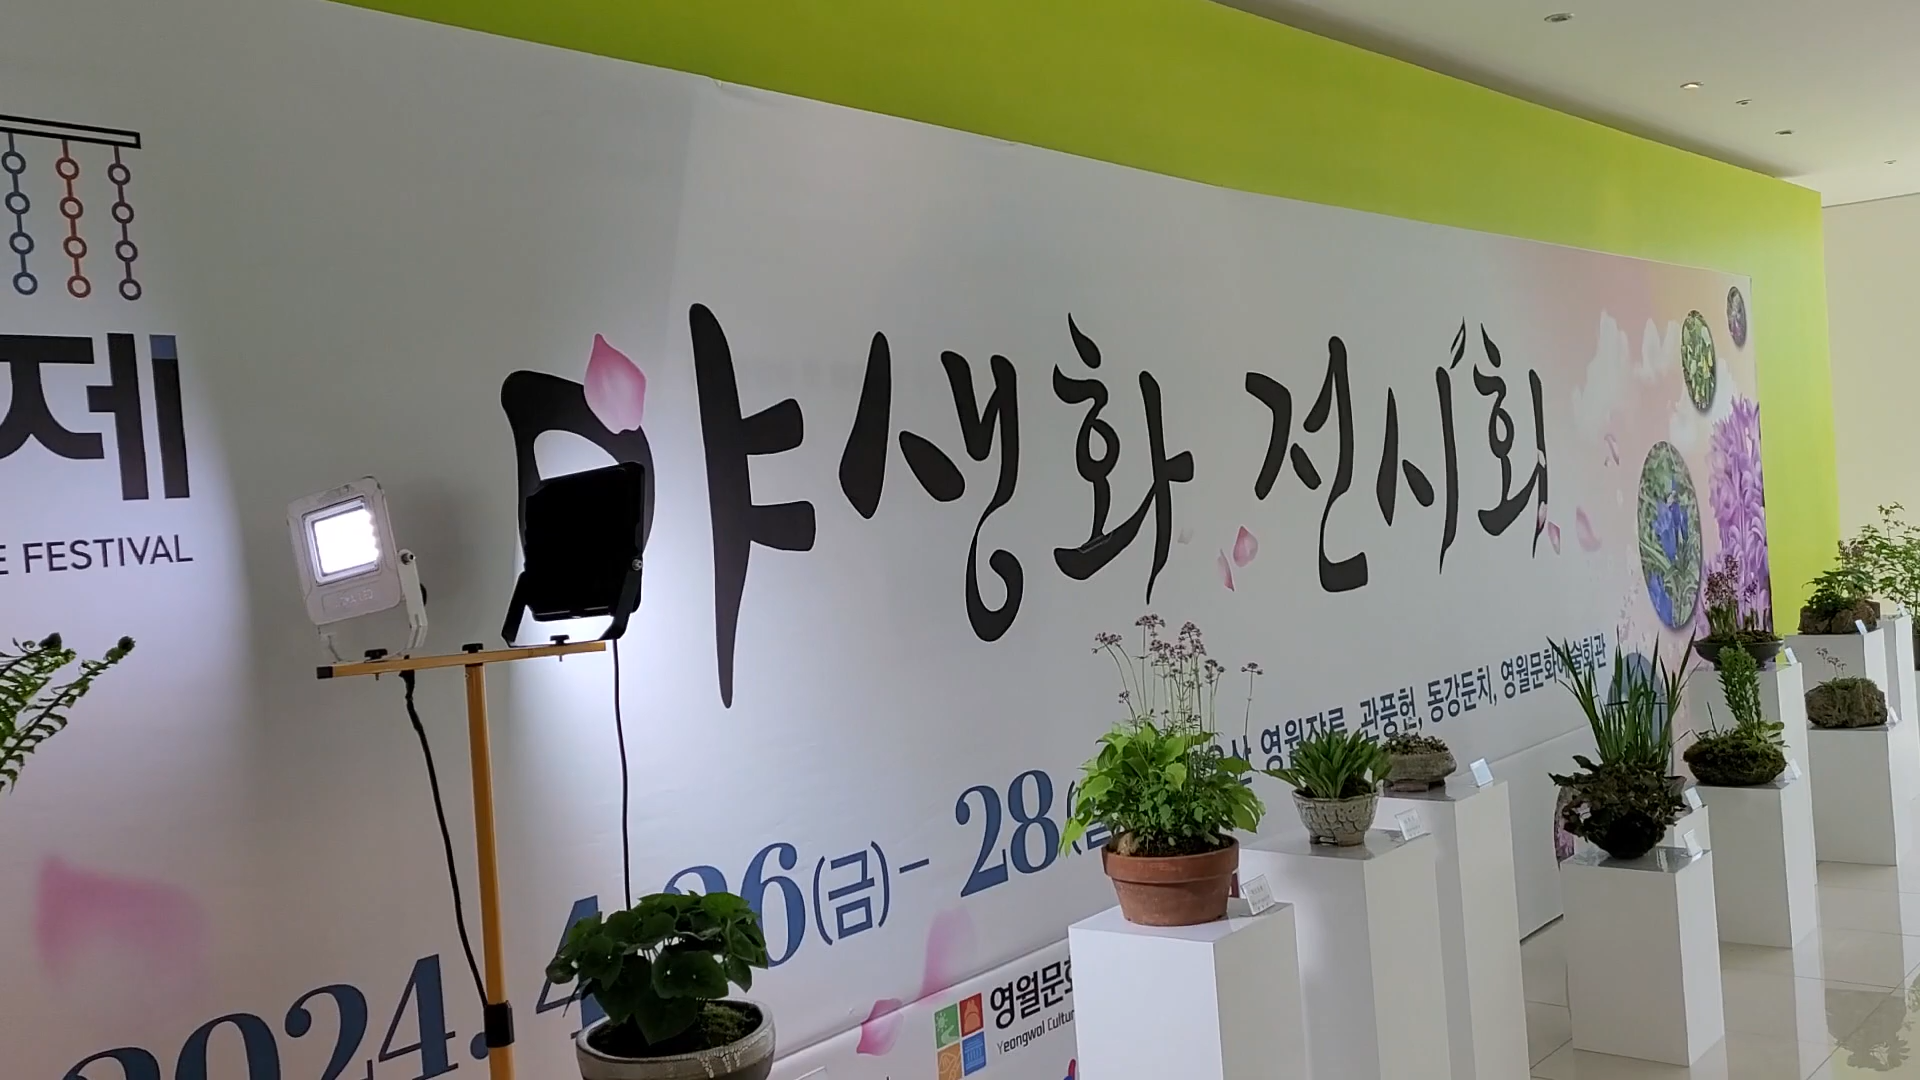 제
E FESTIVAL
야생화 전시회
영월장릉, 관풍헌, 동강둔치, 영월문화예술회관
2024. 4. 26(금) - 28(
영월문화
Yeongwol Cultur